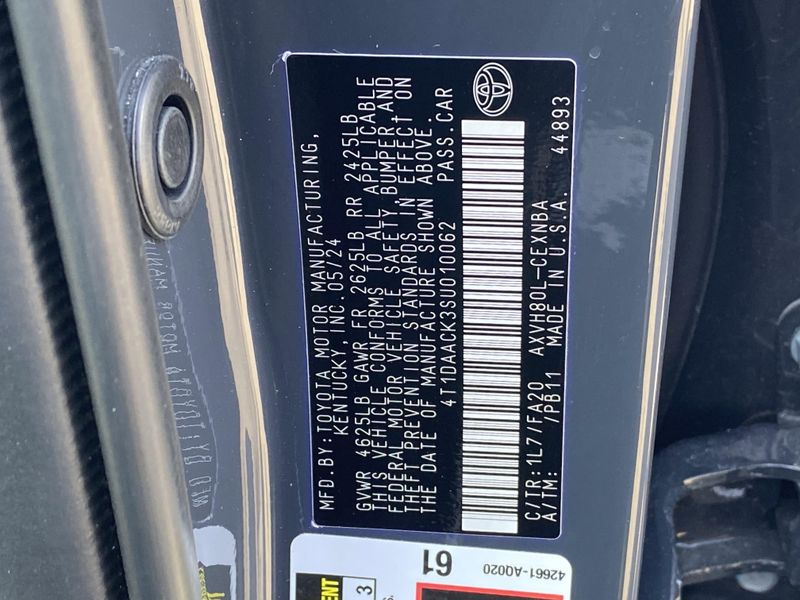 MFD.BY:TOYOTA MOTOR MANUFACTURING,
KENTUCKY, INC. 05/24
GVWR 4625LB GAWR FR 2625LB RR 2425LB
THIS VEHICLE CONFORMS TO ALL APPLICABLE
FEDERAL MOTOR VEHICLE SAFETY, BUMPER AND
THEFT PREVENTION STANDARDS IN EFFECT ON
THE DATE OF MANUFACTURE SHOWN ABOVE.
4T1DAACK3SU010062 PASS.CAR
C/TR:1L7/FA20 AXVH80L-CEXNBA
A/TM: /PB11 MADE IN U.S.A. 44893
61
42661-AQ020
3